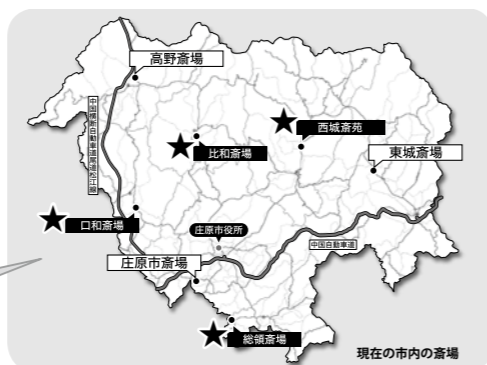 高野斎場
中国横断自動車道尾道松江線
西城斎苑
比和斎場
東城斎場
口和斎場
庄原市役所
中国自動車道
庄原市斎場
総領斎場
現在の市内の斎場